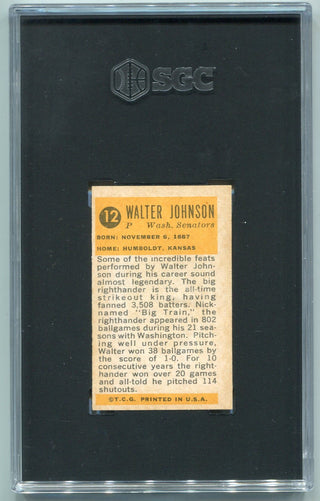 SGC
12 WALTER JOHNSON
P Wash. Senators
BORN: NOVEMBER 6, 1887
HOME: HUMBOLDT, KANSAS
Some of the incredible feats
performed by Walter John-
son during his career sound
almost legendary. The big
righthander is the all-time
strikeout king, having
fanned 3,508 batters. Nick-
named "Big Train," the
righthander appeared in 802
ballgames during his 21 sea-
sons with Washington. Pitch-
ing well under pressure,
Walter won 38 ballgames by
the score of 1-0. For 10
consecutive years the right-
hander won over 20 games
and all-told he pitched 114
shutouts.
©T.C.G. PRINTED IN U.S.A.